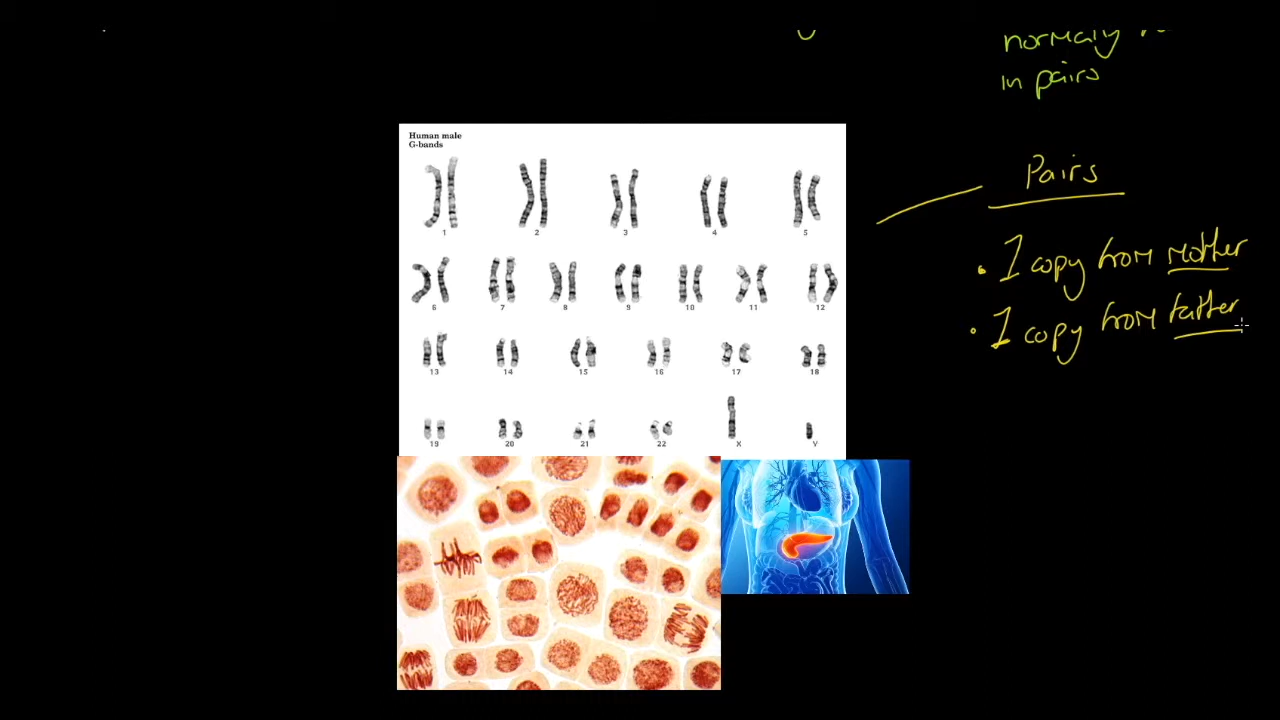 normally
in pairs
Human male
G-bands
Pairs
1 2 3 4 5
• 1 copy from mother
6 7 8 9 10 11 12
• 1 copy from father
13 14 15 16 17 18
19 20 21 22 X Y